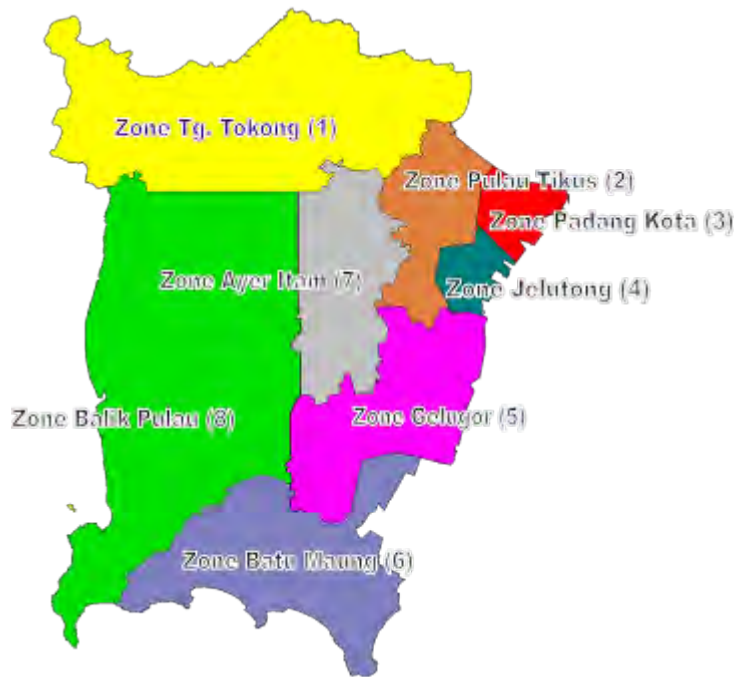 Zone Tg. Tokong (1)
Zone Pulau Tikus (2)
Zone Padang Kota (3)
Zone Ayer Itam (7)
Zone Jelutong (4)
Zone Balik Pulau (8)
Zone Gelugor (5)
Zone Batu Maung (6)